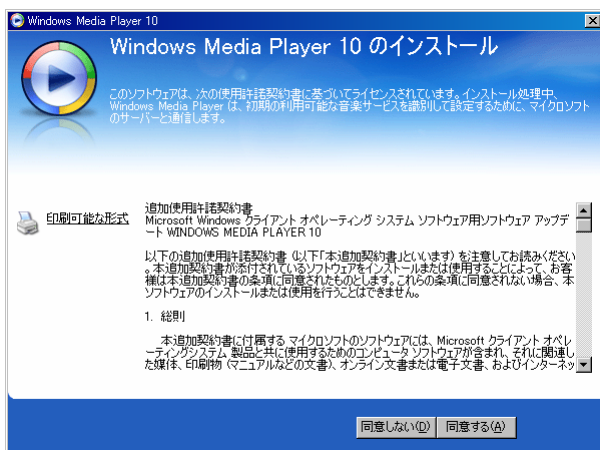 Windows Media Player 10
Windows Media Player 10 のインストール
このソフトウェアは、次の使用許諾契約書に基づいてライセンスされています。インストール処理中、
Windows Media Player は、初期の利用可能な音楽サービスを識別して設定するために、マイクロソフト
のサーバーと通信します。
印刷可能な形式
追加使用許諾契約書
Microsoft Windows クライアント オペレーティング システム ソフトウェア用ソフトウェア アップデ
ート WINDOWS MEDIA PLAYER 10
以下の追加使用許諾契約書 (以下「本追加契約書」といいます) を注意してお読みください
。本追加契約書が添付されているソフトウェアをインストールまたは使用することによって、お客
様は本追加契約書の条項に同意されたものとします。これらの条項に同意されない場合、本
ソフトウェアのインストールまたは使用を行うことはできません。
1. 総則
本追加契約書に付属する マイクロソフトのソフトウェアには、Microsoft クライアント オペレ
ーティングシステム 製品と共に使用するためのコンピュータ ソフトウェアが含まれ、それに関連し
た媒体、印刷物 (マニュアルなどの文書)、オンライン文書または電子文書、およびインターネッ
同意しない(D)
同意する(A)